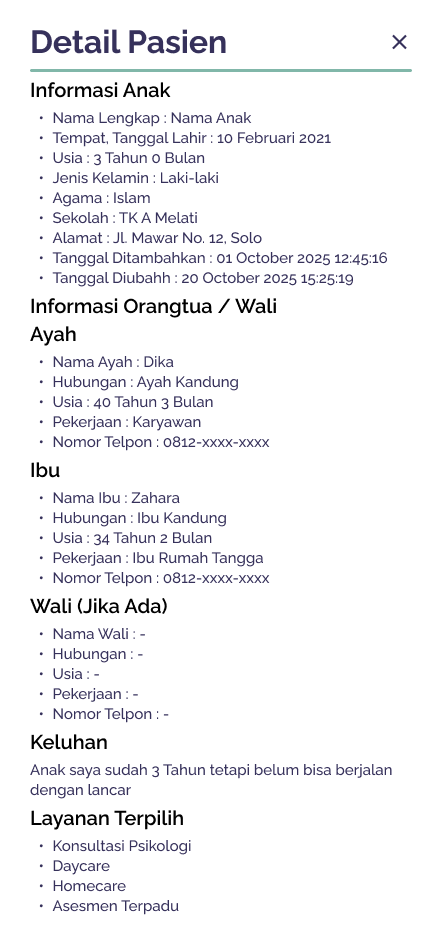 Detail Pasien
Informasi Anak
• Nama Lengkap : Nama Anak
• Tempat, Tanggal Lahir : 10 Februari 2021
• Usia : 3 Tahun 0 Bulan
• Jenis Kelamin : Laki-laki
• Agama : Islam
• Sekolah : TK A Melati
• Alamat : Jl. Mawar No. 12, Solo
• Tanggal Ditambahkan : 01 October 2025 12:45:16
• Tanggal Diubahh : 20 October 2025 15:25:19
Informasi Orangtua / Wali
Ayah
• Nama Ayah : Dika
• Hubungan : Ayah Kandung
• Usia : 40 Tahun 3 Bulan
• Pekerjaan : Karyawan
• Nomor Telpon : 0812-xxxx-xxxx
Ibu
• Nama Ibu : Zahara
• Hubungan : Ibu Kandung
• Usia : 34 Tahun 2 Bulan
• Pekerjaan : Ibu Rumah Tangga
• Nomor Telpon : 0812-xxxx-xxxx
Wali (Jika Ada)
• Nama Wali : -
• Hubungan : -
• Usia : -
• Pekerjaan : -
• Nomor Telpon : -
Keluhan
Anak saya sudah 3 Tahun tetapi belum bisa berjalan
dengan lancar
Layanan Terpilih
• Konsultasi Psikologi
• Daycare
• Homecare
• Asesmen Terpadu